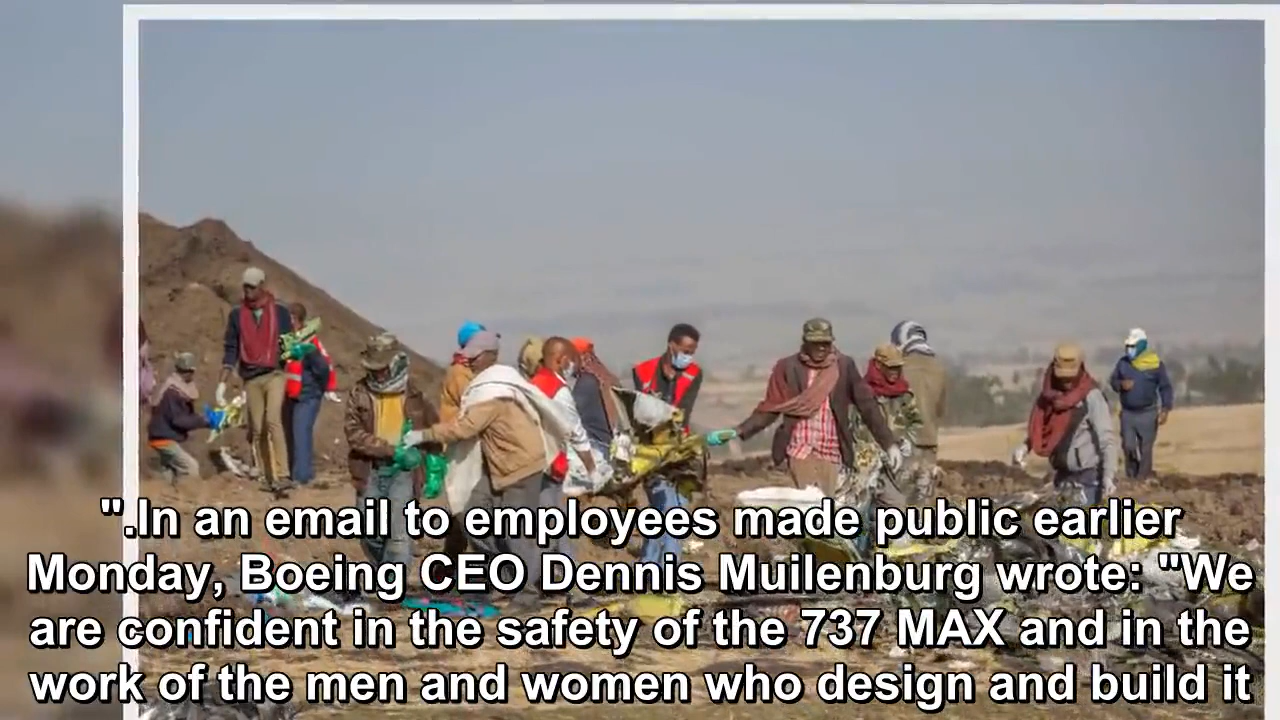 ".In an email to employees made public earlier
Monday, Boeing CEO Dennis Muilenburg wrote: "We
are confident in the safety of the 737 MAX and in the
work of the men and women who design and build it